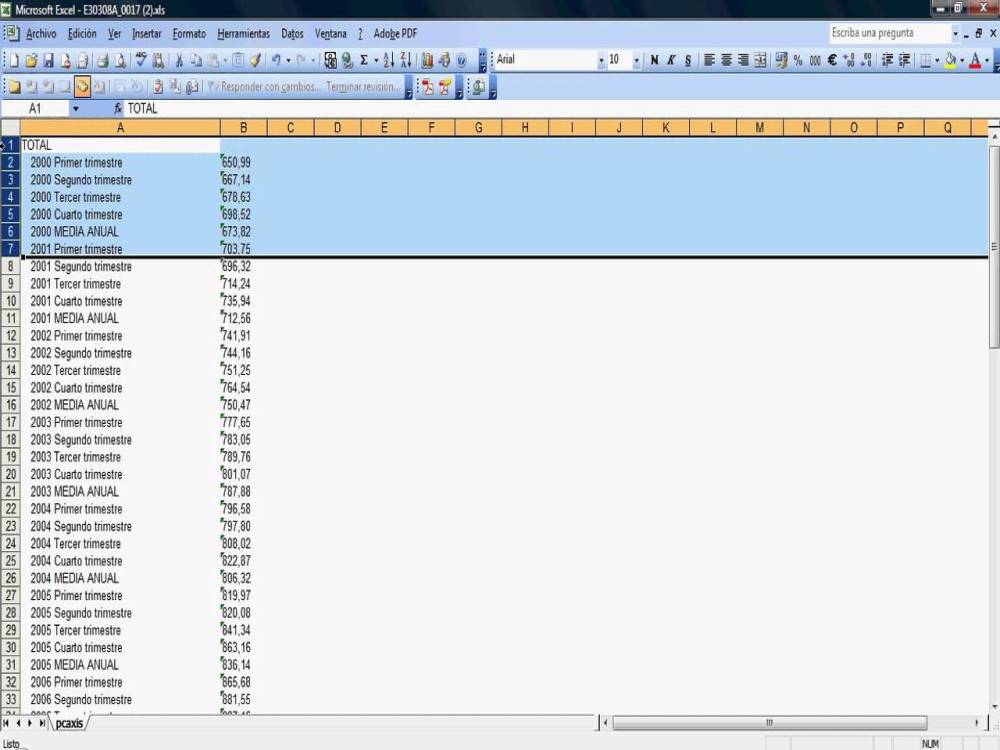 Microsoft Excel - E30308A_0017 (2).xls
Archivo Edición Ver Insertar Formato Herramientas Datos Ventana ? Adobe PDF Escriba una pregunta
Arial 10 N K S % 000 €
Responder con cambios... Terminar revisión...
A1 fx TOTAL
A B C D E F G H I J K L M N O P Q
1 TOTAL
2 2000 Primer trimestre 650,99
3 2000 Segundo trimestre 667,14
4 2000 Tercer trimestre 678,63
5 2000 Cuarto trimestre 698,52
6 2000 MEDIA ANUAL 673,82
7 2001 Primer trimestre 703,75
8 2001 Segundo trimestre 696,32
9 2001 Tercer trimestre 714,24
10 2001 Cuarto trimestre 735,94
11 2001 MEDIA ANUAL 712,56
12 2002 Primer trimestre 741,91
13 2002 Segundo trimestre 744,16
14 2002 Tercer trimestre 751,25
15 2002 Cuarto trimestre 764,54
16 2002 MEDIA ANUAL 750,47
17 2003 Primer trimestre 777,65
18 2003 Segundo trimestre 783,05
19 2003 Tercer trimestre 789,76
20 2003 Cuarto trimestre 801,07
21 2003 MEDIA ANUAL 787,88
22 2004 Primer trimestre 796,58
23 2004 Segundo trimestre 797,80
24 2004 Tercer trimestre 808,02
25 2004 Cuarto trimestre 822,87
26 2004 MEDIA ANUAL 806,32
27 2005 Primer trimestre 819,97
28 2005 Segundo trimestre 820,08
29 2005 Tercer trimestre 841,34
30 2005 Cuarto trimestre 863,16
31 2005 MEDIA ANUAL 836,14
32 2006 Primer trimestre 865,68
33 2006 Segundo trimestre 881,55
pcaxis
Listo NUM